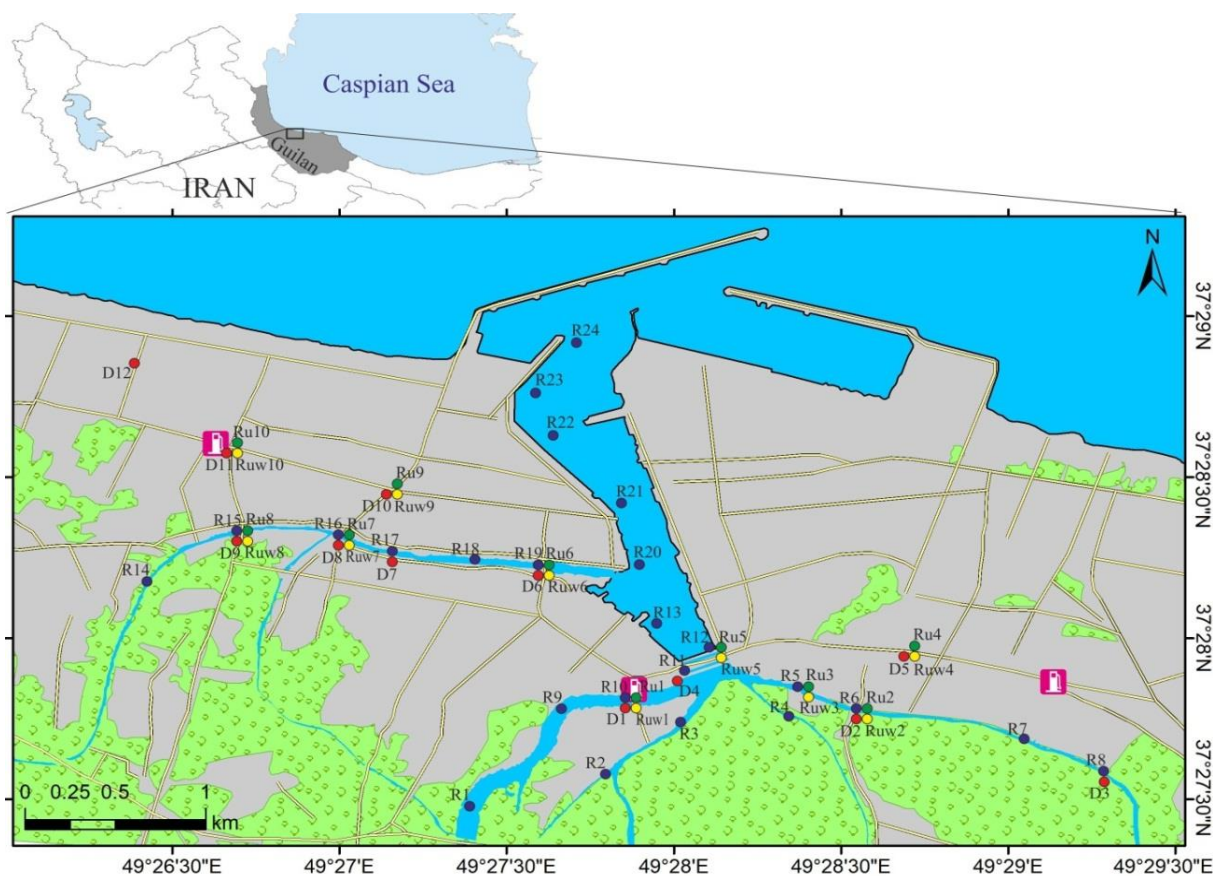 Caspian Sea
Guilan
IRAN
N
37°29'N
R24
D12
R23
R22
Ru10
D11 Ruw10
37°28'30"N
Ru9
D10 Ruw9
R21
R15 Ru8
R16 Ru7
D9 Ruw8
D8 Ruw7
R17
D7
R18
R19 Ru6
D6 Ruw6
R20
R14
R13
37°28'N
R12 Ru5
Ruw5
Ru4
D5 Ruw4
R11
D4
R10 Ru1
D1 Ruw1
R9
R5 Ru3
Ruw3
R4
R6 Ru2
D2 Ruw2
R3
R7
R2
R8
D3
R1
37°27'30"N
0 0.25 0.5 1
km
49°26'30"E 49°27'E 49°27'30"E 49°28'E 49°28'30"E 49°29'E 49°29'30"E